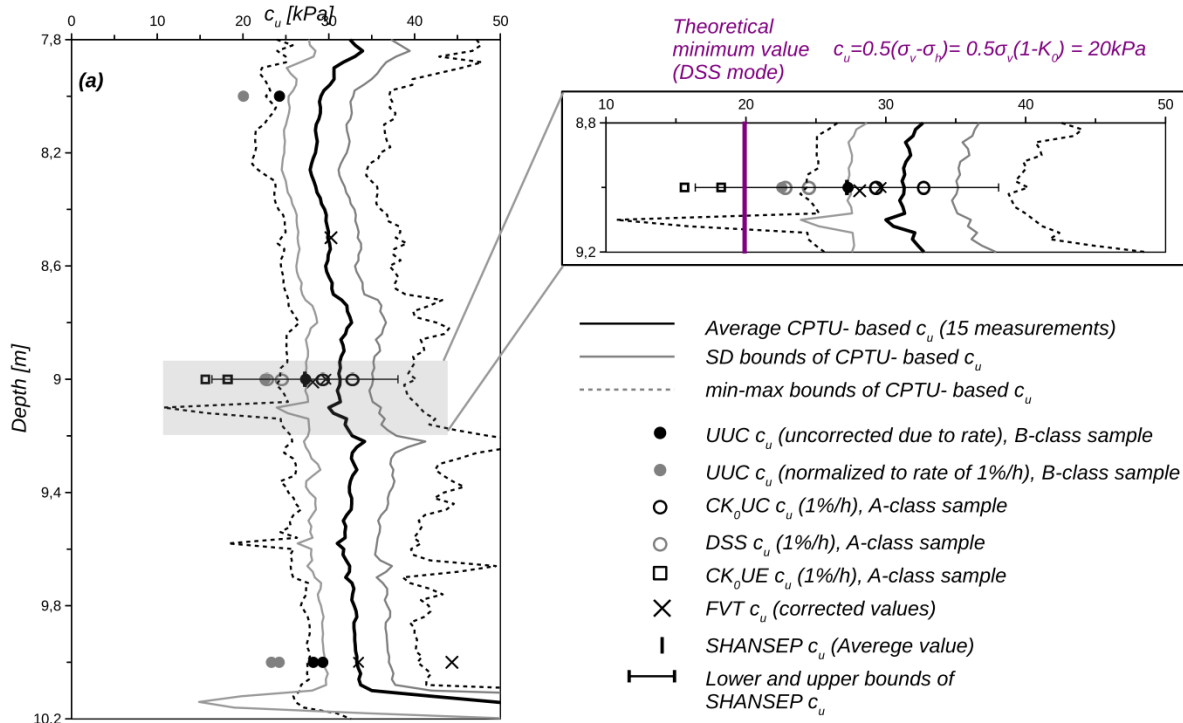 c_u [kPa]
0 10 20 30 40 50
7.8
8,2
8,6
9
9,4
9,8
10.2
Depth [m]
(a)
Theoretical
minimum value
(DSS mode)
c_u=0.5(σ_v-σ_h)= 0.5σ_v(1-K_0) = 20kPa
10 20 30 40 50
8,8
9,2
Average CPTU- based c_u (15 measurements)
SD bounds of CPTU- based c_u
min-max bounds of CPTU- based c_u
UUC c_u (uncorrected due to rate), B-class sample
UUC c_u (normalized to rate of 1%/h), B-class sample
CK_0UC c_u (1%/h), A-class sample
DSS c_u (1%/h), A-class sample
CK_0UE c_u (1%/h), A-class sample
FVT c_u (corrected values)
SHANSEP c_u (Averege value)
Lower and upper bounds of
SHANSEP c_u